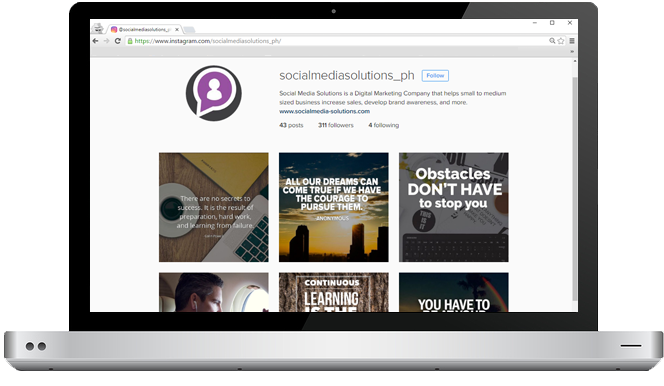 @socialmediasolutions_p
https://www.instagram.com/socialmediasolutions_ph/
socialmediasolutions_ph Follow
Social Media Solutions is a Digital Marketing Company that helps small to medium
sized business increase sales, develop brand awareness, and more.
www.socialmedia-solutions.com
43 posts 311 followers 4 following
There are no secrets to
success. It is the result of
preparation, hard work,
and learning from failure.
ALL OUR DREAMS CAN
COME TRUE IF WE HAVE
THE COURAGE TO
PURSUE THEM.
ANONYMOUS
Obstacles
DON'T HAVE
to stop you
THIS
IS IT
CONTINUOUS
LEARNING
IS THE
YOU HAVE TO